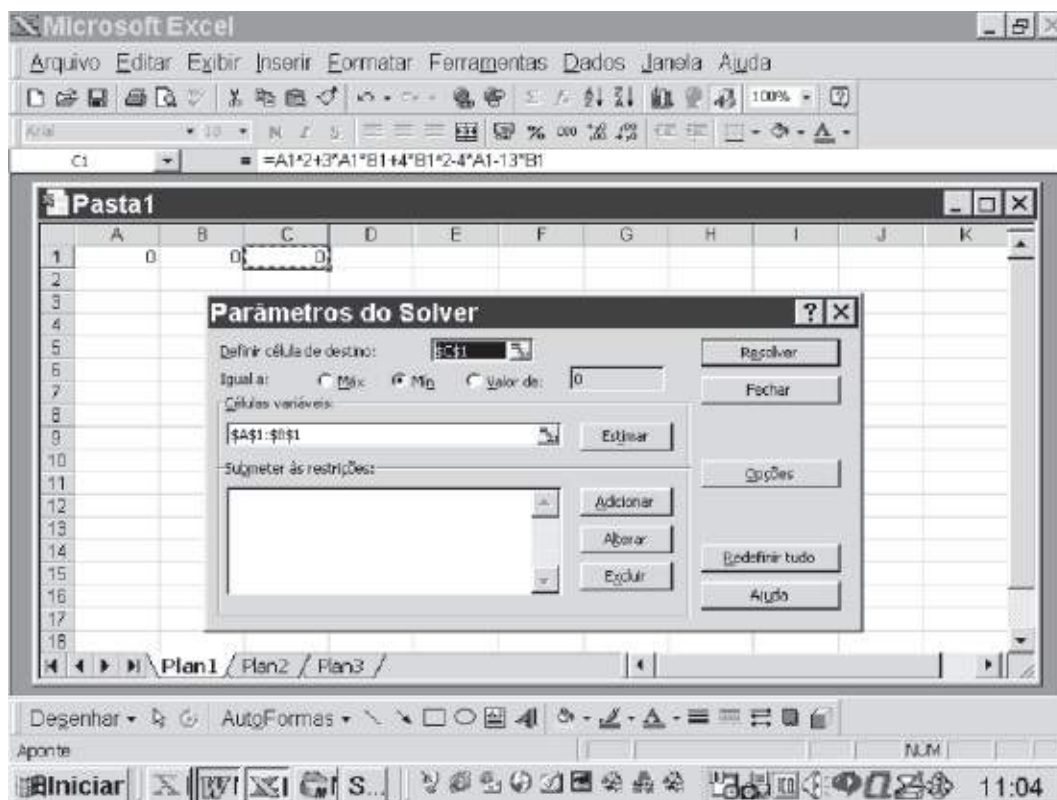 Microsoft Excel
Arquivo Editar Exibir Inserir Formatar Ferramentas Dados Janela Ajuda
100%
Arial 10 N I S % 000
C1 = =A1^2+3*A1*B1+4*B1^2-4*A1-13*B1
Pasta1
A B C D E F G H I J K
1 0 0 0
2
3
Parâmetros do Solver
4
5 Definir célula de destino: $C$1 Resolver
6 Igual a: Máx Mín Valor de: 0
7 Fechar
8 Células variáveis:
9 $A$1:$B$1 Estimar
10 Submeter às restrições:
11 Opções
12 Adicionar
13 Alterar
14 Redefinir tudo
15 Excluir
16 Ajuda
17
18
Plan1 Plan2 Plan3
Desenhar AutoFormas
Aponte NÚM
Iniciar S... 11:04